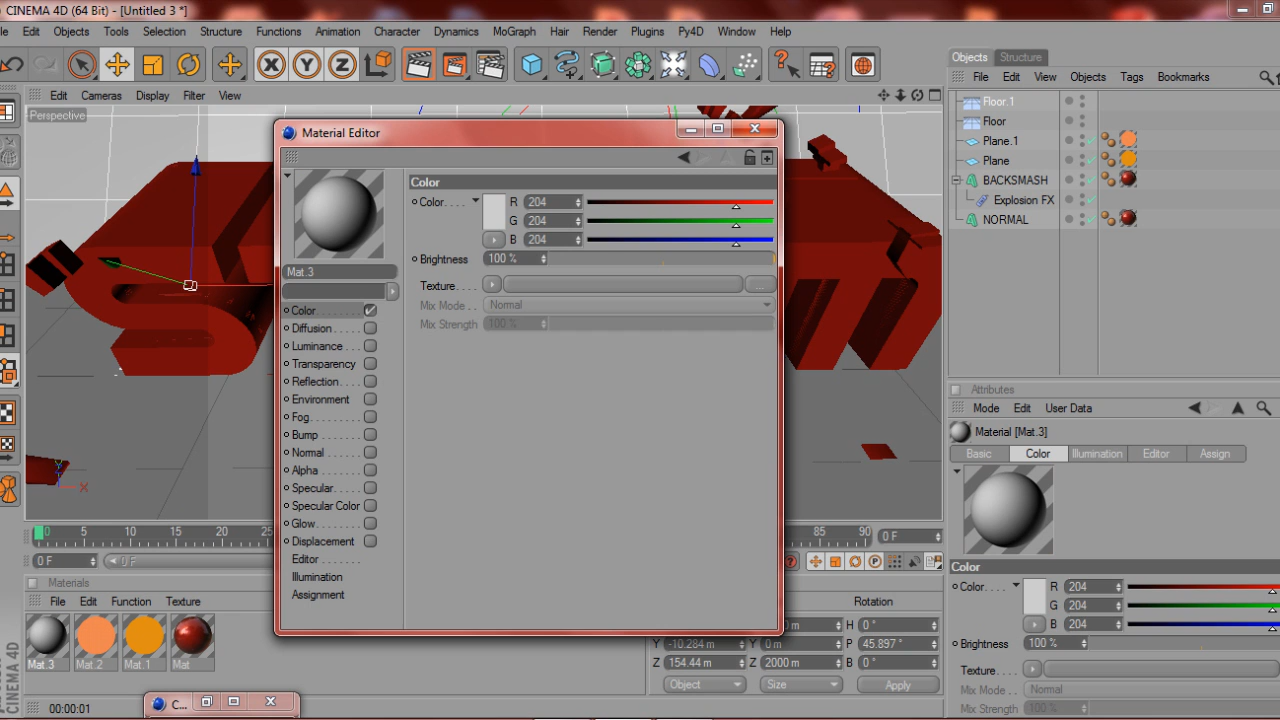 CINEMA 4D (64 Bit) - [Untitled 3 *]
Edit Objects Tools Selection Structure Functions Animation Character Dynamics MoGraph Hair Render Plugins Py4D Window Help
Edit Cameras Display Filter View
Perspective
Material Editor
Color
Color. . . . R 204
G 204
B 204
Brightness 100 %
Texture. . . . . ...
Mix Mode . . Normal
Mix Strength 100 %
Mat.3
Color
Diffusion
Luminance
Transparency
Reflection
Environment
Fog
Bump
Normal
Alpha
Specular
Specular Color
Glow
Displacement
Editor
Illumination
Assignment
Y
X
0 5 10 15 20 25 85 90 0 F
0 F 0 F
Materials
File Edit Function Texture
Mat.3 Mat.2 Mat.1 Mat
Rotation
m H 0 °
Y -10.284 m Y 0 m P 45.897 °
Z 154.44 m Z 2000 m B 0 °
Object Size Apply
CINEMA 4D
00:00:01
C...
Objects Structure
File Edit View Objects Tags Bookmarks
Floor.1
Floor
Plane.1
Plane
BACKSMASH
Explosion FX
NORMAL
Attributes
Mode Edit User Data
Material [Mat.3]
Basic Color Illumination Editor Assign
Color
Color. . . . R 204
G 204
B 204
Brightness 100 %
Texture. . . . .
Mix Mode . . Normal
Mix Strength 100 %